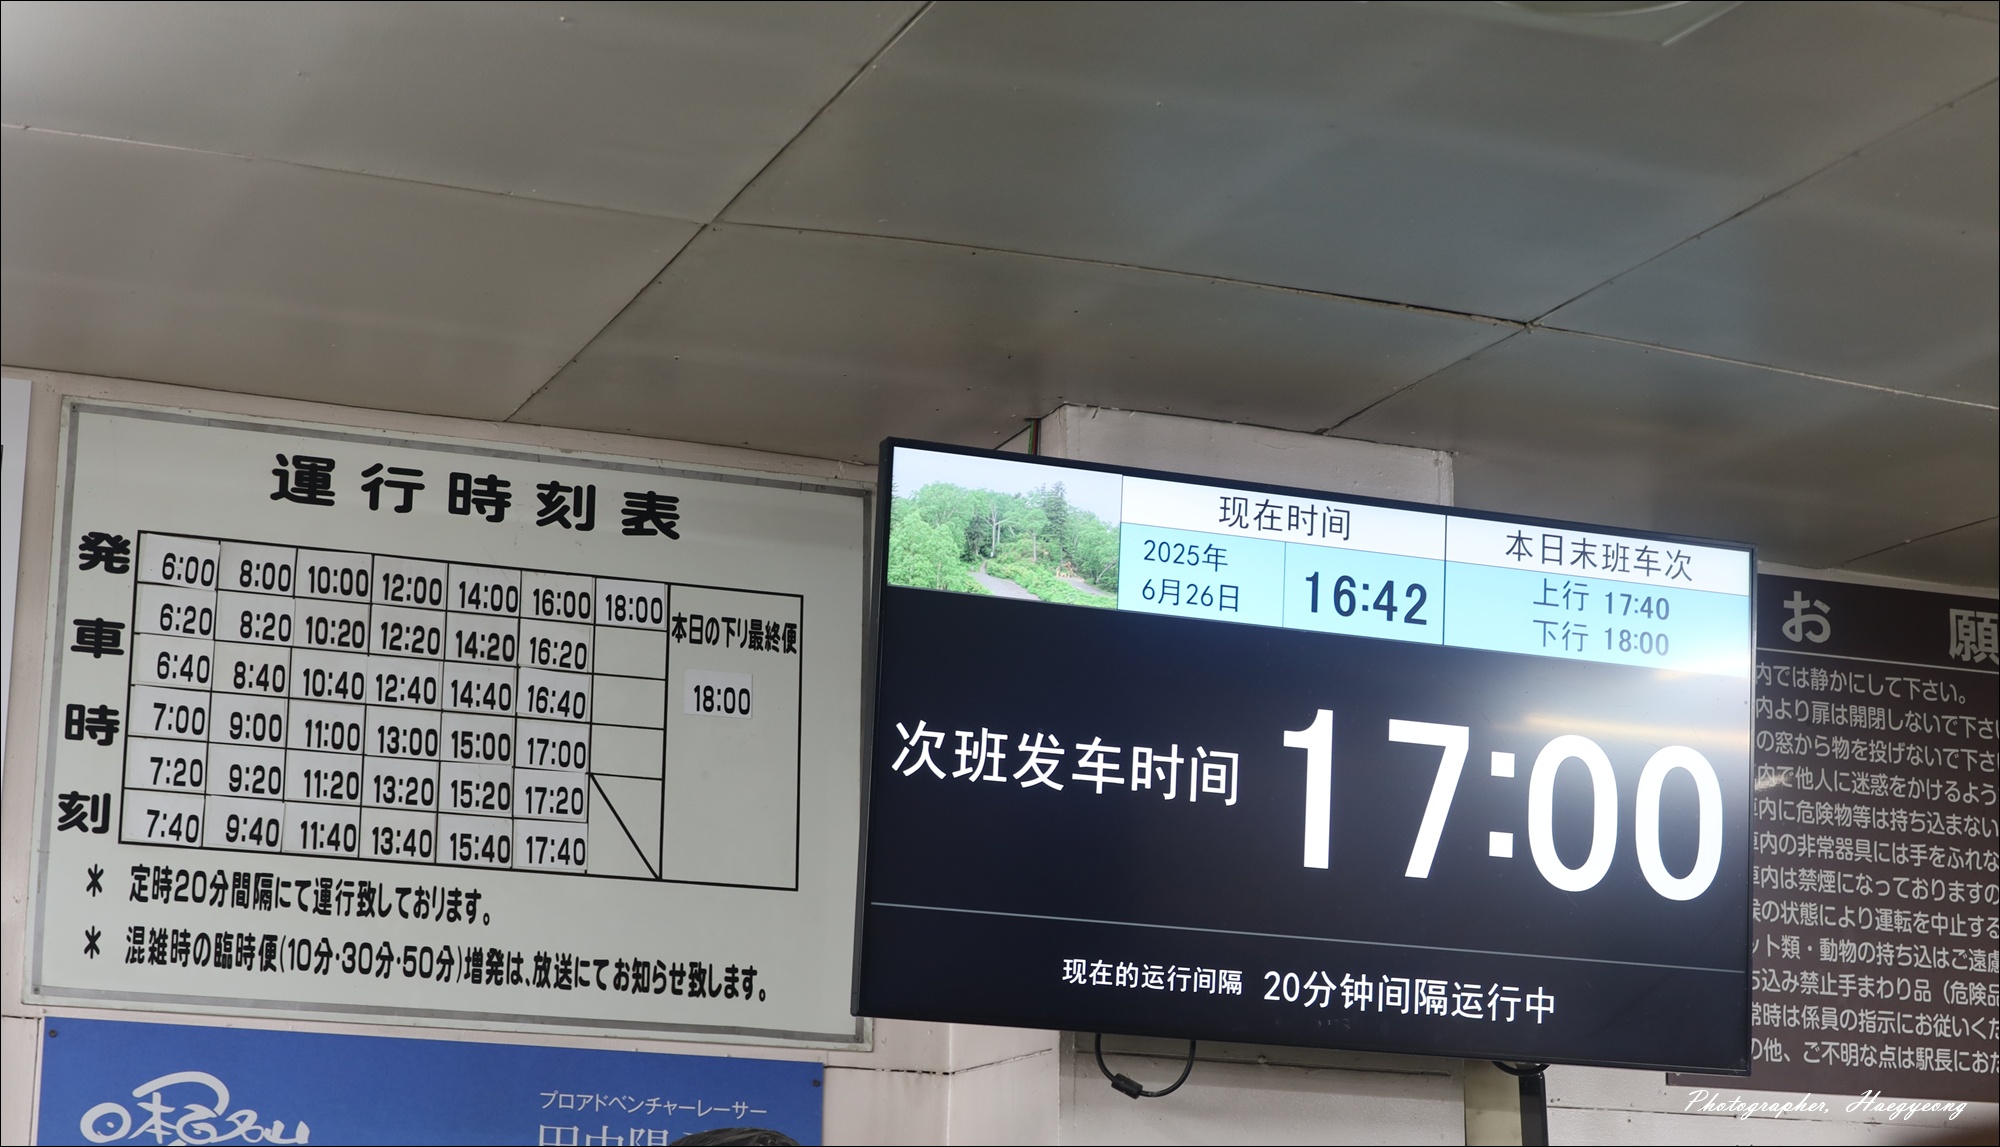 運行時刻表
発車時刻
6:00 8:00 10:00 12:00 14:00 16:00 18:00
6:20 8:20 10:20 12:20 14:20 16:20
6:40 8:40 10:40 12:40 14:40 16:40
7:00 9:00 11:00 13:00 15:00 17:00
7:20 9:20 11:20 13:20 15:20 17:20
7:40 9:40 11:40 13:40 15:40 17:40
本日の下り最終便
18:00
* 定時20分間隔にて運行致しております。
* 混雑時の臨時便(10分·30分·50分)増発は、放送にてお知らせ致します。
日本百名山
プロアドベンチャーレーサー
田中陽
现在时间
2025年
6月26日
16:42
本日末班车次
上行 17:40
下行 18:00
次班发车时间 17:00
现在的运行间隔 20分钟间隔运行中
お願
内では静かにして下さい。
内より扉は開閉しないで下さい
の窓から物を投げないで下さ
内で他人に迷惑をかけるよう
内に危険物等は持ち込まない
内の非常器具には手をふれな
内は禁煙になっておりますの
の状態により運転を中止する
ット類・動物の持ち込はご遠慮
ち込み禁止手まわり品（危険品
常時は係員の指示にお従いくだ
の他、ご不明な点は駅長におた
Photographer, Haegyeong